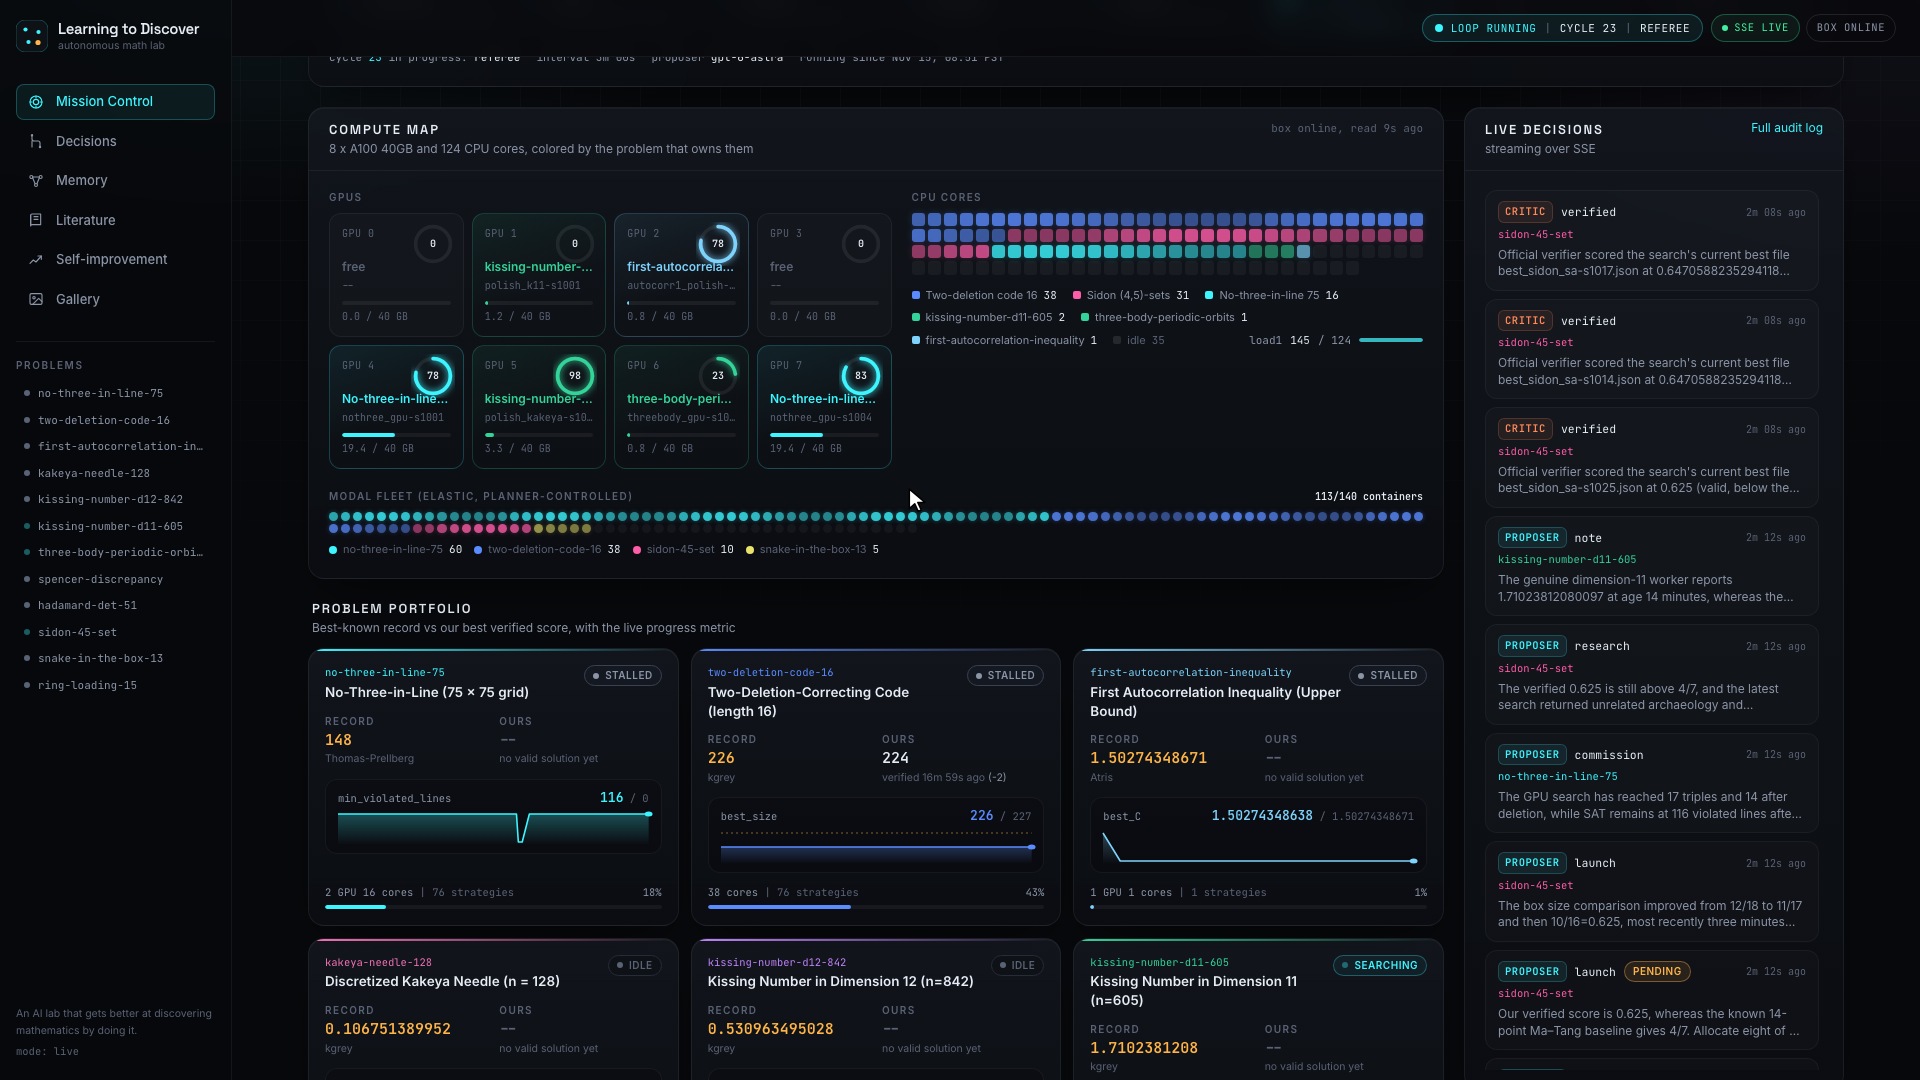 Learning to Discover
autonomous math lab
Mission Control
Decisions
Memory
Literature
Self-improvement
Gallery
PROBLEMS
no-three-in-line-75
two-deletion-code-16
first-autocorrelation-in…
kakeya-needle-128
kissing-number-d12-842
kissing-number-d11-605
three-body-periodic-orbi…
spencer-discrepancy
hadamard-det-51
sidon-45-set
snake-in-the-box-13
ring-loading-15
An AI lab that gets better at discovering
mathematics by doing it.
mode: live
LOOP RUNNING | CYCLE 23 | REFEREE
SSE LIVE
BOX ONLINE
cycle 23 in progress: referee interval 3m 00s proposer gpt-6-astra running since Nov 15, 08:51 PST
COMPUTE MAP
box online, read 9s ago
8 x A100 40GB and 124 CPU cores, colored by the problem that owns them
GPUS
GPU 0
0
free
--
0.0 / 40 GB
GPU 1
0
kissing-number-…
polish_k11-s1001
1.2 / 40 GB
GPU 2
78
first-autocorrela…
autocorr1_polish-…
0.8 / 40 GB
GPU 3
0
free
--
0.0 / 40 GB
GPU 4
78
No-three-in-line…
nothree_gpu-s1001
19.4 / 40 GB
GPU 5
98
kissing-number-…
polish_kakeya-s10…
3.3 / 40 GB
GPU 6
23
three-body-peri…
threebody_gpu-s10…
0.8 / 40 GB
GPU 7
83
No-three-in-line…
nothree_gpu-s1004
19.4 / 40 GB
CPU CORES
Two-deletion code 16 38
Sidon (4,5)-sets 31
No-three-in-line 75 16
kissing-number-d11-605 2
three-body-periodic-orbits 1
first-autocorrelation-inequality 1
idle 35
load1 145 / 124
MODAL FLEET (ELASTIC, PLANNER-CONTROLLED)
113/140 containers
no-three-in-line-75 60
two-deletion-code-16 38
sidon-45-set 10
snake-in-the-box-13 5
PROBLEM PORTFOLIO
Best-known record vs our best verified score, with the live progress metric
no-three-in-line-75
STALLED
No-Three-in-Line (75 × 75 grid)
RECORD
148
Thomas-Prellberg
OURS
--
no valid solution yet
min_violated_lines
116 / 0
2 GPU 16 cores | 76 strategies
18%
two-deletion-code-16
STALLED
Two-Deletion-Correcting Code
(length 16)
RECORD
226
kgrey
OURS
224
verified 16m 59s ago (-2)
best_size
226 / 227
38 cores | 76 strategies
43%
first-autocorrelation-inequality
STALLED
First Autocorrelation Inequality (Upper
Bound)
RECORD
1.50274348671
Atris
OURS
--
no valid solution yet
best_C
1.50274348638 / 1.50274348671
1 GPU 1 cores | 1 strategies
1%
kakeya-needle-128
IDLE
Discretized Kakeya Needle (n = 128)
RECORD
0.106751389952
kgrey
OURS
--
no valid solution yet
kissing-number-d12-842
IDLE
Kissing Number in Dimension 12 (n=842)
RECORD
0.530963495028
kgrey
OURS
--
no valid solution yet
kissing-number-d11-605
SEARCHING
Kissing Number in Dimension 11
(n=605)
RECORD
1.7102381208
kgrey
OURS
--
no valid solution yet
LIVE DECISIONS
Full audit log
streaming over SSE
CRITIC verified 2m 08s ago
sidon-45-set
Official verifier scored the search's current best file
best_sidon_sa-s1017.json at 0.6470588235294118…
CRITIC verified 2m 08s ago
sidon-45-set
Official verifier scored the search's current best file
best_sidon_sa-s1014.json at 0.6470588235294118…
CRITIC verified 2m 08s ago
sidon-45-set
Official verifier scored the search's current best file
best_sidon_sa-s1025.json at 0.625 (valid, below the…
PROPOSER note 2m 12s ago
kissing-number-d11-605
The genuine dimension-11 worker reports
1.71023812080097 at age 14 minutes, whereas the…
PROPOSER research 2m 12s ago
sidon-45-set
The verified 0.625 is still above 4/7, and the latest
search returned unrelated archaeology and…
PROPOSER commission 2m 12s ago
no-three-in-line-75
The GPU search has reached 17 triples and 14 after
deletion, while SAT remains at 116 violated lines afte…
PROPOSER launch 2m 12s ago
sidon-45-set
The box size comparison improved from 12/18 to 11/17
and then 10/16=0.625, most recently three minutes…
PROPOSER launch PENDING 2m 12s ago
sidon-45-set
Our verified score is 0.625, whereas the known 14-
point Ma–Tang baseline gives 4/7. Allocate eight of …